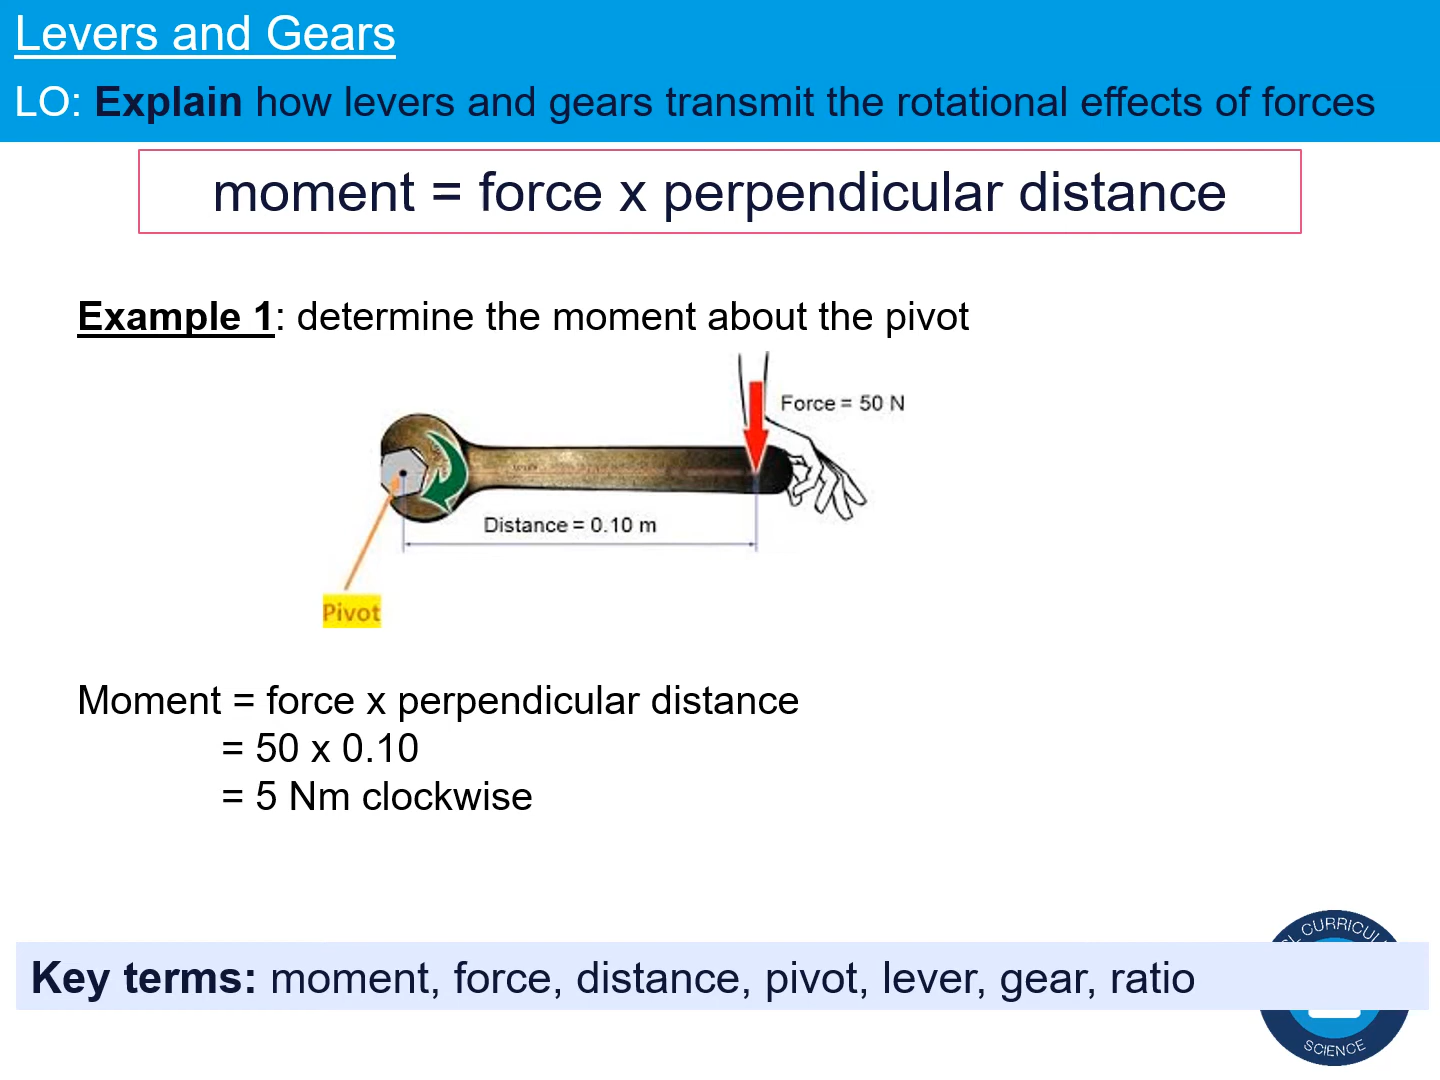 Levers and Gears
LO: Explain how levers and gears transmit the rotational effects of forces
moment = force x perpendicular distance
Example 1: determine the moment about the pivot
Force = 50 N
Distance = 0.10 m
Pivot
Moment = force x perpendicular distance
= 50 x 0.10
= 5 Nm clockwise
Key terms: moment, force, distance, pivot, lever, gear, ratio
SCIENCE